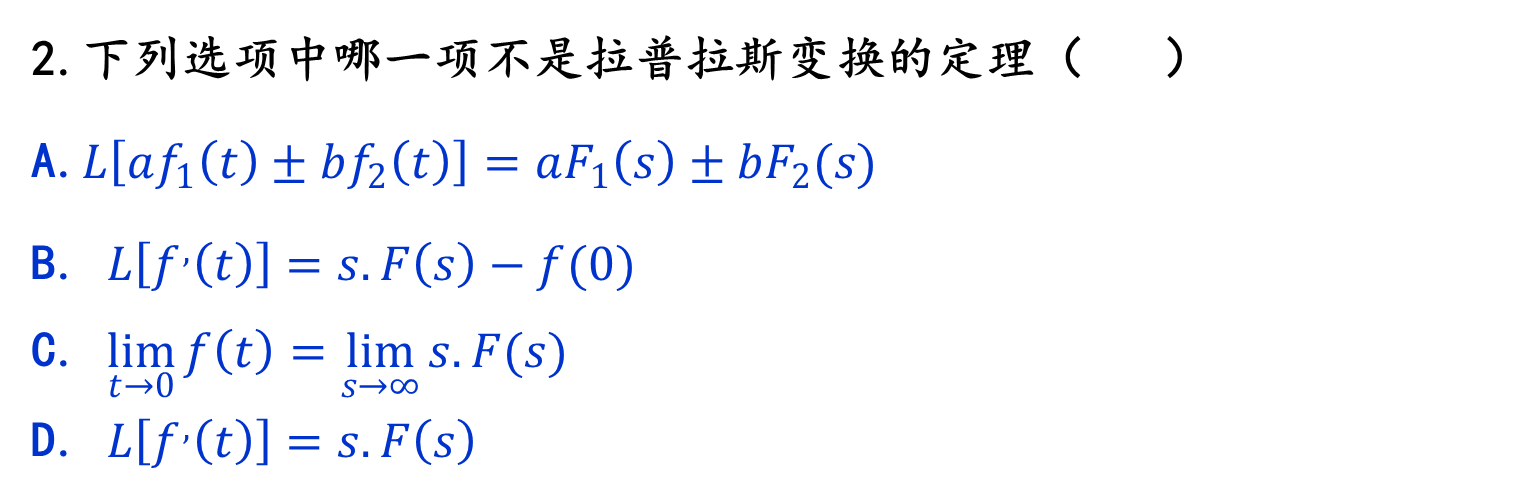 2. 下列选项中哪一项不是拉普拉斯变换的定理（　　）
A. L[af₁(t) ± bf₂(t)] = aF₁(s) ± bF₂(s)
B. L[f ʼ(t)] = s. F(s) − f(0)
C. lim_{t→0} f(t) = lim_{s→∞} s. F(s)
D. L[f ʼ(t)] = s. F(s)